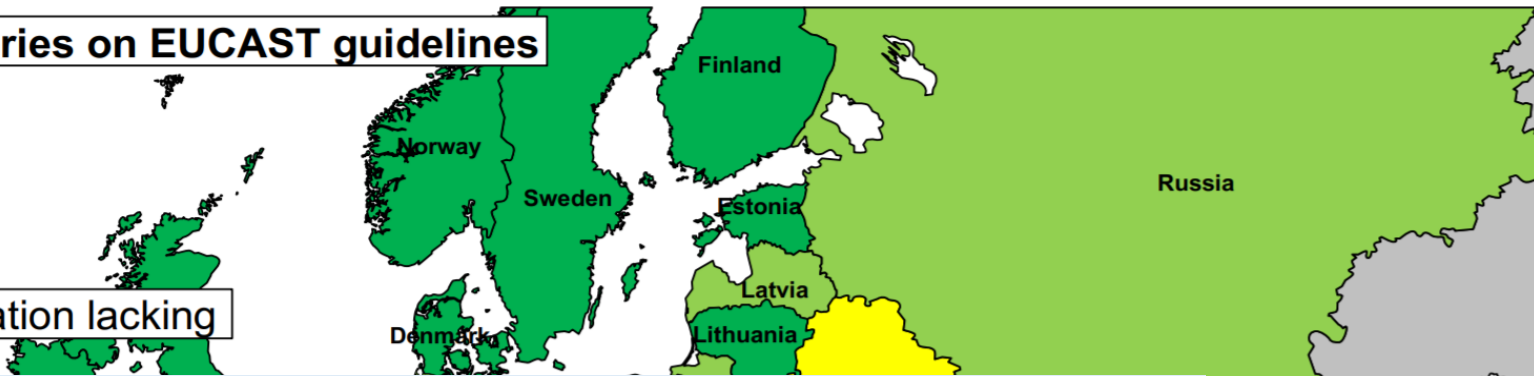 ries on EUCAST guidelines
Finland
Norway
Russia
Sweden
Estonia
Latvia
ation lacking
Denmark
Lithuania